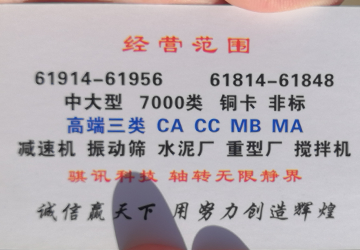 经营范围
61914-61956 61814-61848
中大型 7000类 铜卡 非标
高端三类 CA CC MB MA
减速机 振动筛 水泥厂 重型厂 搅拌机
骐讯科技 轴转无限静界
诚信赢天下 用努力创造辉煌